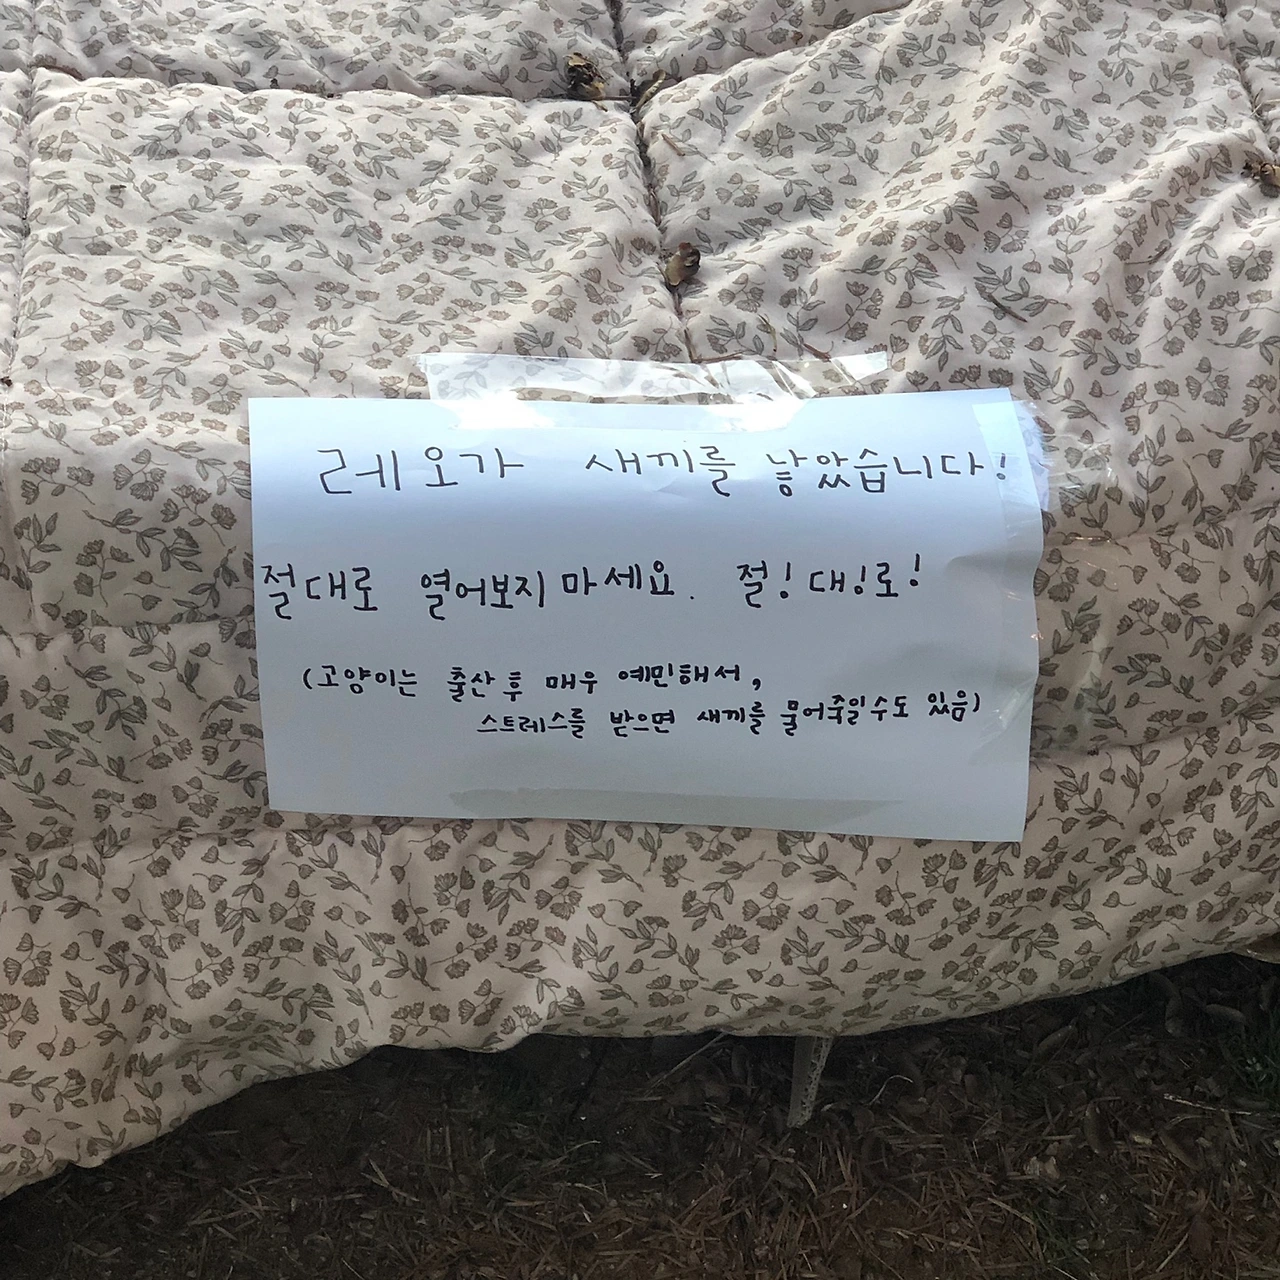 레오가 새끼를 낳았습니다!
절대로 열어보지 마세요. 절! 대! 로!
(고양이는 출산 후 매우 예민해서,
스트레스를 받으면 새끼를 물어죽일수도 있음)